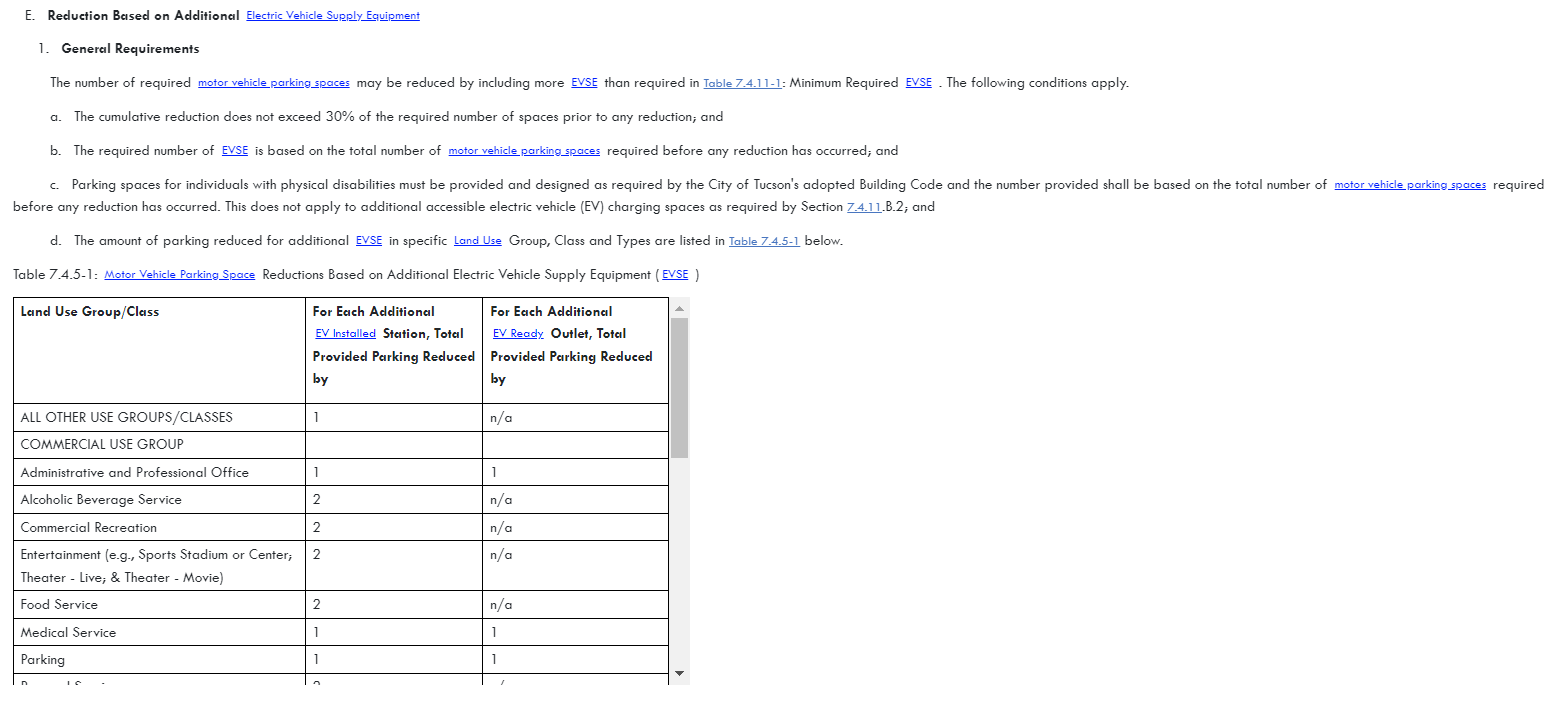 E. Reduction Based on Additional Electric Vehicle Supply Equipment
1. General Requirements
The number of required motor vehicle parking spaces may be reduced by including more EVSE than required in Table 7.4.11-1: Minimum Required EVSE . The following conditions apply.
a. The cumulative reduction does not exceed 30% of the required number of spaces prior to any reduction; and
b. The required number of EVSE is based on the total number of motor vehicle parking spaces required before any reduction has occurred; and
c. Parking spaces for individuals with physical disabilities must be provided and designed as required by the City of Tucson's adopted Building Code and the number provided shall be based on the total number of motor vehicle parking spaces required
before any reduction has occurred. This does not apply to additional accessible electric vehicle (EV) charging spaces as required by Section 7.4.11.B.2; and
d. The amount of parking reduced for additional EVSE in specific Land Use Group, Class and Types are listed in Table 7.4.5-1 below.
Table 7.4.5-1: Motor Vehicle Parking Space Reductions Based on Additional Electric Vehicle Supply Equipment ( EVSE )
Land Use Group/Class For Each Additional For Each Additional
EV Installed Station, Total EV Ready Outlet, Total
Provided Parking Reduced Provided Parking Reduced
by by
ALL OTHER USE GROUPS/CLASSES 1 n/a
COMMERCIAL USE GROUP
Administrative and Professional Office 1 1
Alcoholic Beverage Service 2 n/a
Commercial Recreation 2 n/a
Entertainment (e.g., Sports Stadium or Center; 2 n/a
Theater - Live; & Theater - Movie)
Food Service 2 n/a
Medical Service 1 1
Parking 1 1